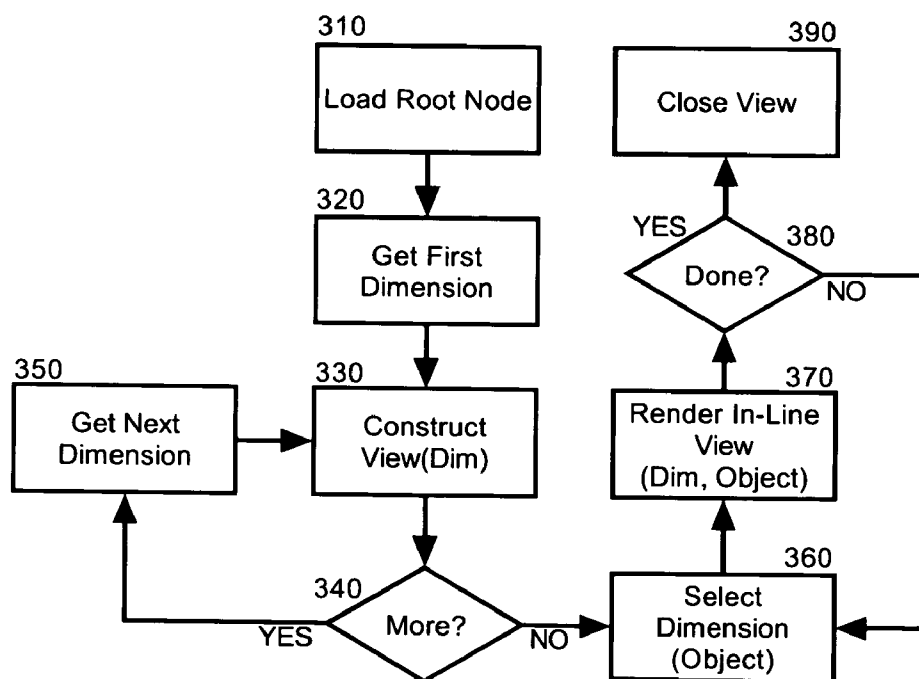 310
Load Root Node
320
Get First
Dimension
330
Construct
View(Dim)
350
Get Next
Dimension
340
More?
YES
NO
360
Select
Dimension
(Object)
370
Render In-Line
View
(Dim, Object)
380
Done?
YES
NO
390
Close View